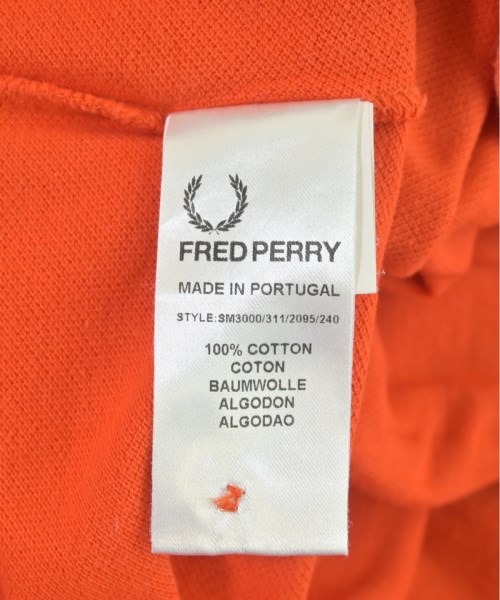 FRED PERRY
MADE IN PORTUGAL
STYLE:SM3000/311/2095/240
100% COTTON
COTON
BAUMWOLLE
ALGODON
ALGODAO